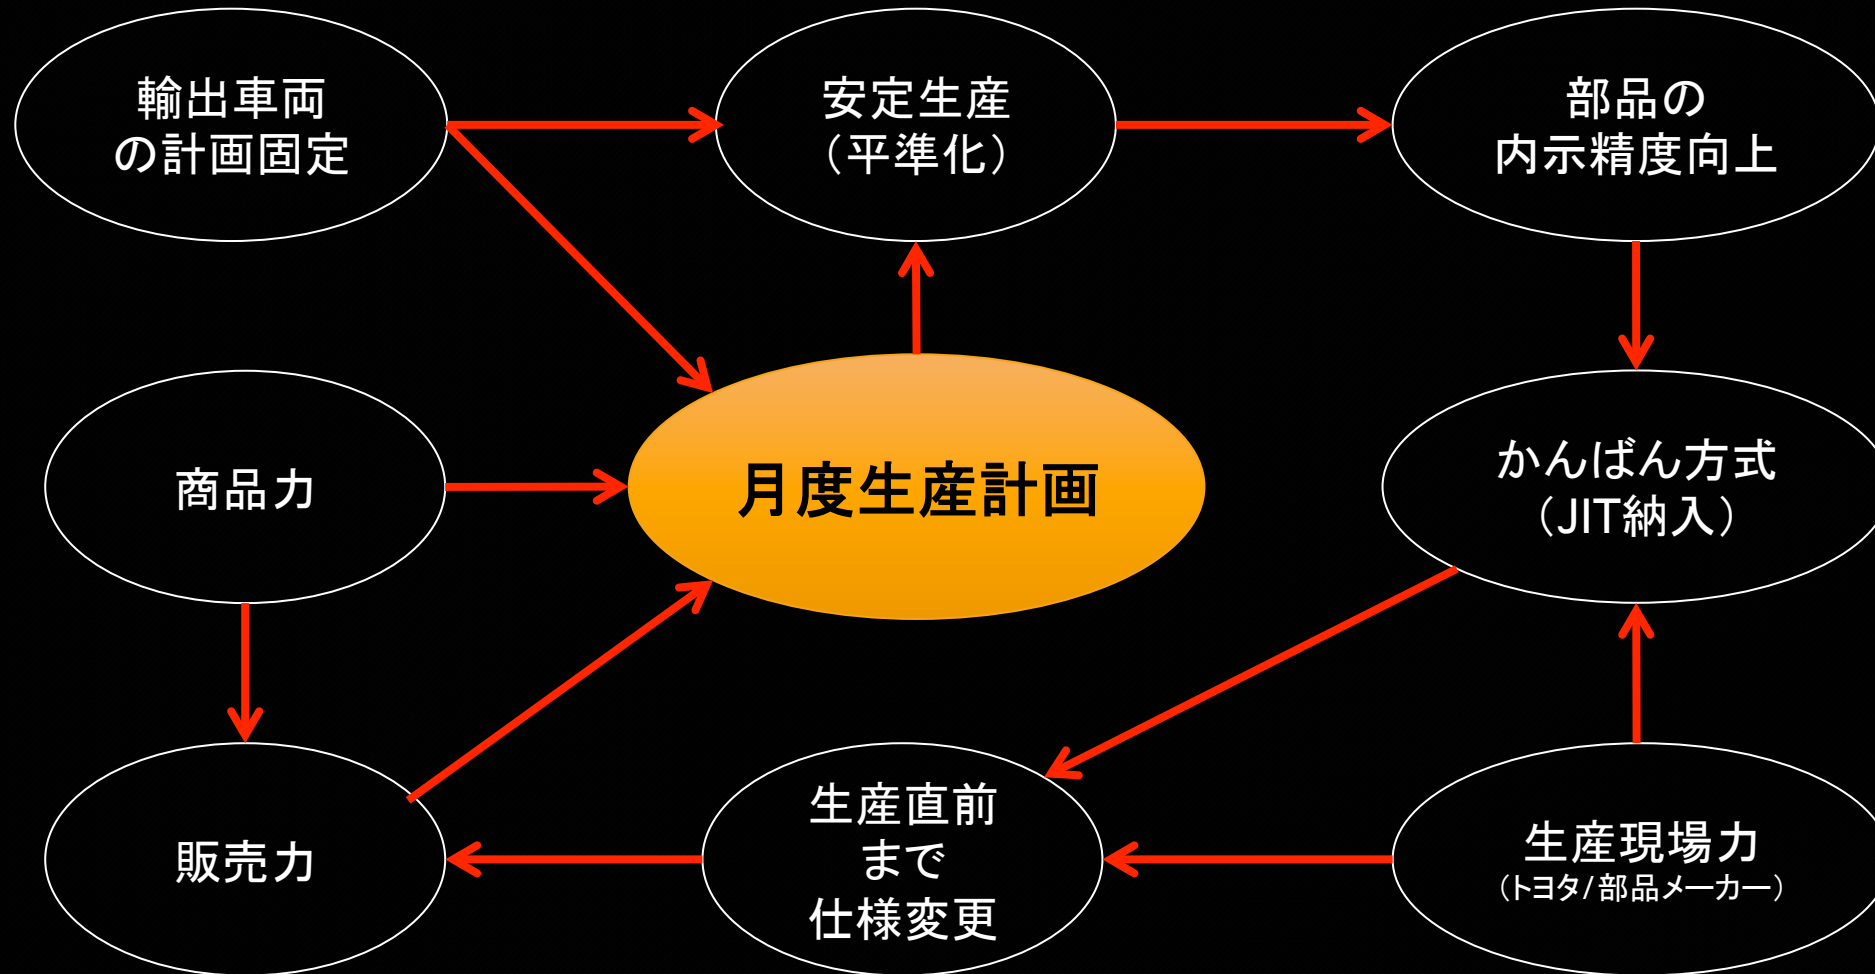 輸出車両
の計画固定
安定生産
（平準化）
部品の
内示精度向上
商品力
月度生産計画
かんばん方式
（JIT納入）
販売力
生産直前
まで
仕様変更
生産現場力
（トヨタ/部品メーカー）